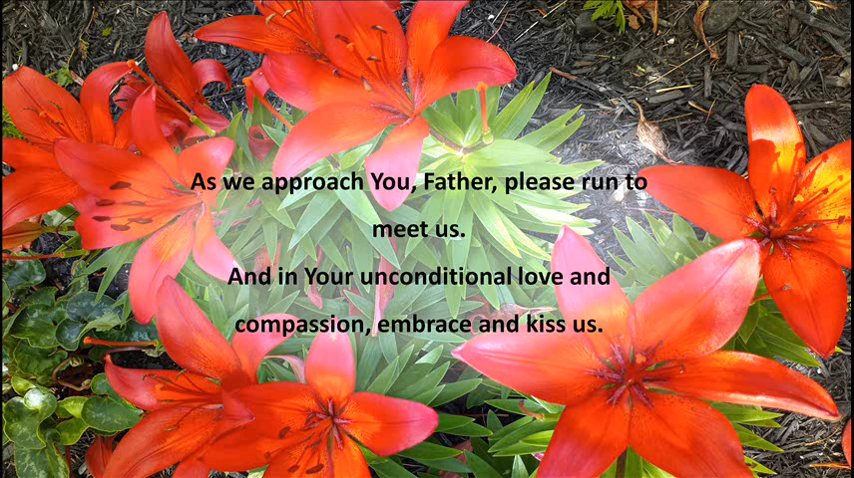 As we approach You, Father, please run to
meet us.
And in Your unconditional love and
compassion, embrace and kiss us.